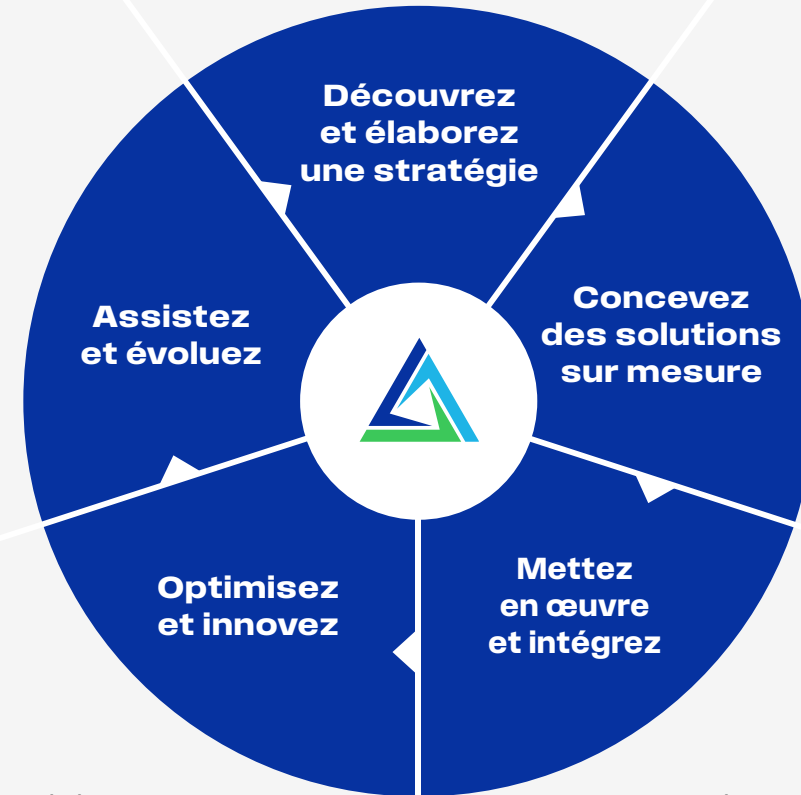 Découvrez
et élaborez
une stratégie
Concevez
des solutions
sur mesure
Mettez
en œuvre
et intégrez
Optimisez
et innovez
Assistez
et évoluez